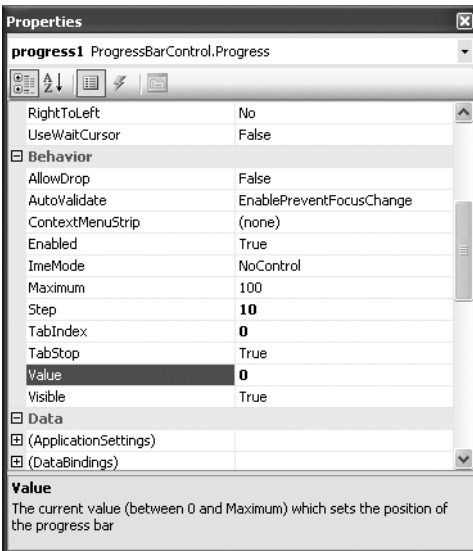 Properties
progress1 ProgressBarControl.Progress
RightToLeft No
UseWaitCursor False
Behavior
AllowDrop False
AutoValidate EnablePreventFocusChange
ContextMenuStrip (none)
Enabled True
ImeMode NoControl
Maximum 100
Step 10
TabIndex 0
TabStop True
Value 0
Visible True
Data
(ApplicationSettings)
(DataBindings)
Value
The current value (between 0 and Maximum) which sets the position of
the progress bar